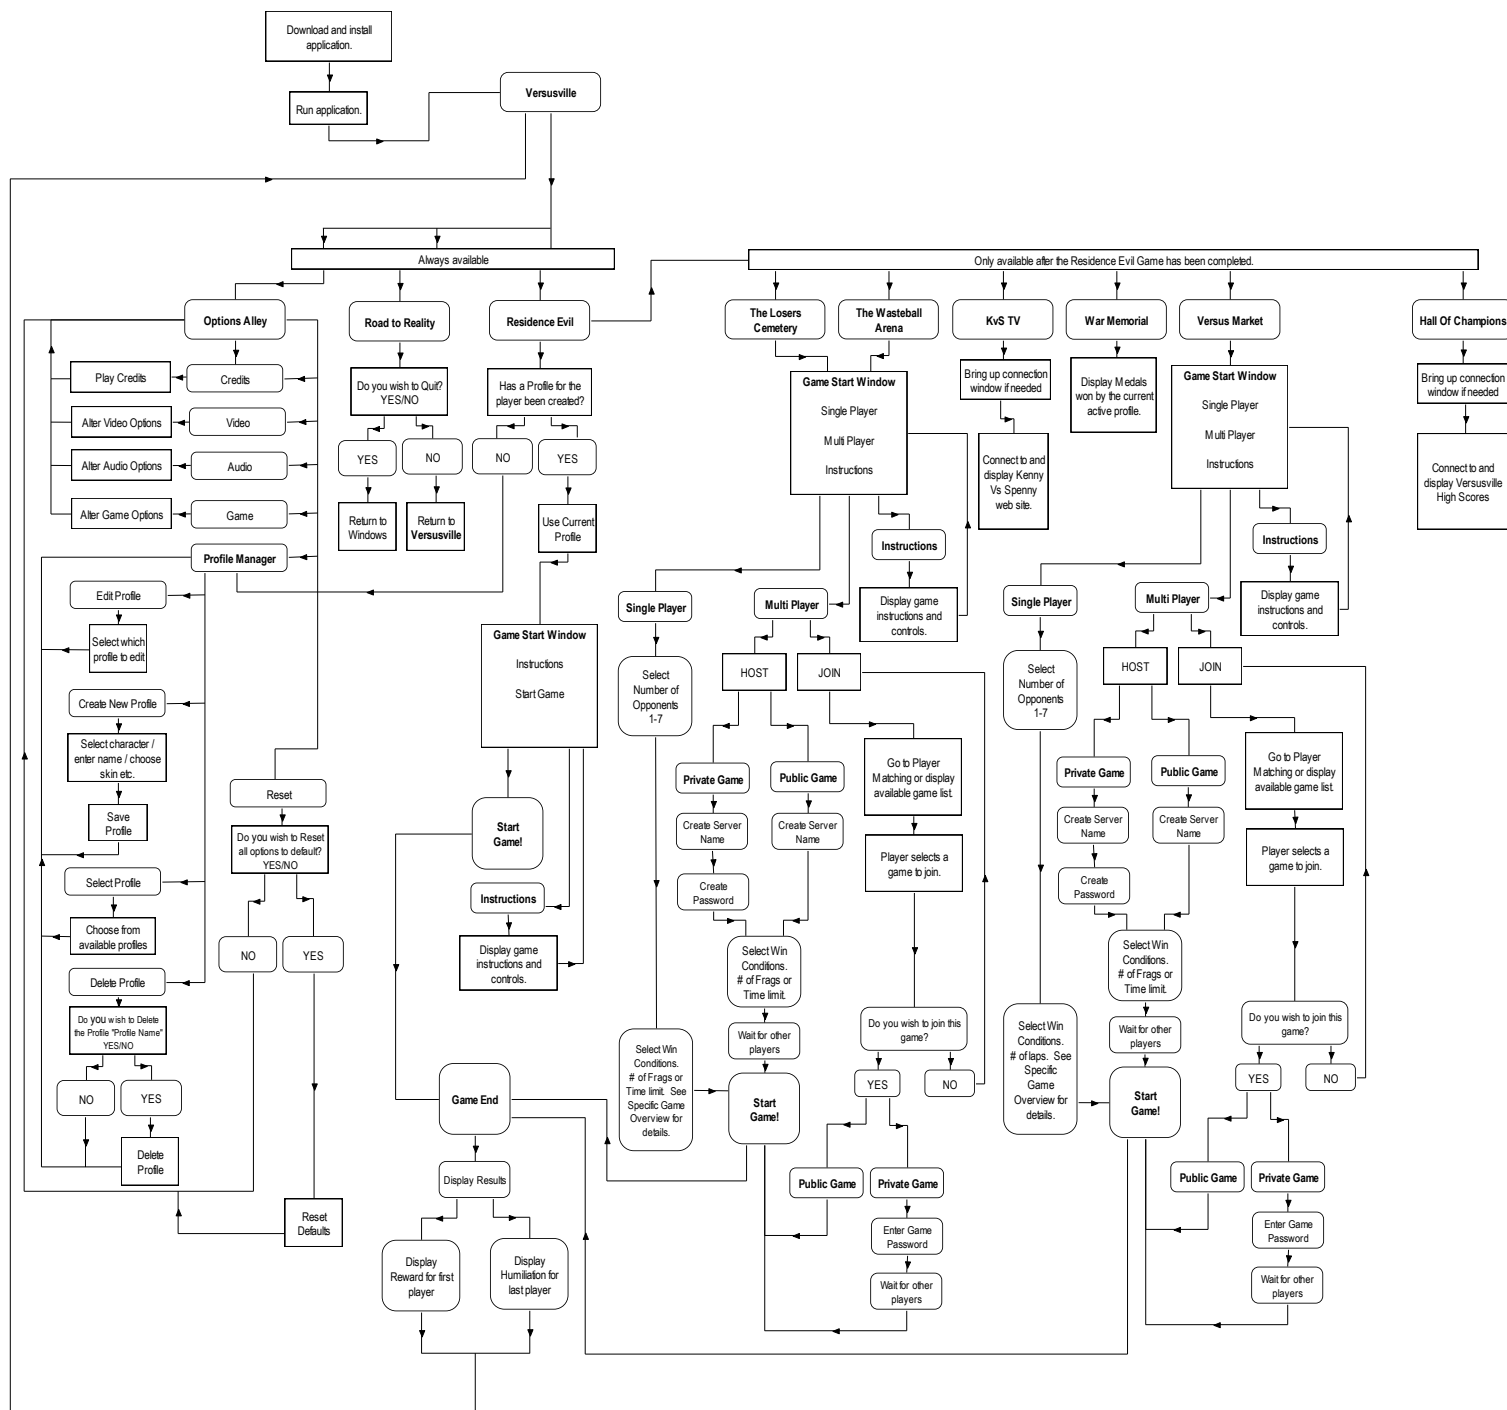 Download and install
application.
Run application.
Versusville
Always available
Only available after the Residence Evil Game has been completed.
Options Alley
Road to Reality
Residence Evil
The Losers
Cemetery
The Wasteball
Arena
KvS TV
War Memorial
Versus Market
Hall Of Champions
Play Credits
Credits
Alter Video Options
Video
Alter Audio Options
Audio
Alter Game Options
Game
Profile Manager
Edit Profile
Select which
profile to edit
Create New Profile
Select character /
enter name / choose
skin etc.
Save
Profile
Select Profile
Choose from
available profiles
Delete Profile
Do you wish to Delete
the Profile "Profile Name"
YES/NO
NO
YES
Delete
Profile
Reset
Do you wish to Reset
all options to default?
YES/NO
NO
YES
Reset
Defaults
Do you wish to Quit?
YES/NO
YES
NO
Return to
Windows
Return to
Versusville
Has a Profile for the
player been created?
NO
YES
Use Current
Profile
Game Start Window
Instructions
Start Game
Start
Game!
Instructions
Display game
instructions and
controls.
Game End
Display Results
Display
Reward for first
player
Display
Humiliation for
last player
Game Start Window
Single Player
Multi Player
Instructions
Instructions
Display game
instructions and
controls.
Single Player
Select
Number of
Opponents
1-7
Select Win
Conditions.
# of Frags or
Time limit. See
Specific Game
Overview for
details.
Multi Player
HOST
JOIN
Private Game
Public Game
Create Server
Name
Create Server
Name
Create
Password
Select Win
Conditions.
# of Frags or
Time limit.
Wait for other
players
Start
Game!
Go to Player
Matching or display
available game list.
Player selects a
game to join.
Do you wish to join this
game?
YES
NO
Public Game
Private Game
Enter Game
Password
Wait for other
players
Bring up connection
window if needed
Connect to and
display Kenny
Vs Spenny
web site.
Display Medals
won by the current
active profile.
Game Start Window
Single Player
Multi Player
Instructions
Instructions
Display game
instructions and
controls.
Single Player
Select
Number of
Opponents
1-7
Select Win
Conditions.
# of laps. See
Specific
Game
Overview for
details.
Multi Player
HOST
JOIN
Private Game
Public Game
Create Server
Name
Create Server
Name
Create
Password
Select Win
Conditions.
# of Frags or
Time limit.
Wait for other
players
Start
Game!
Go to Player
Matching or display
available game list.
Player selects a
game to join.
Do you wish to join this
game?
YES
NO
Public Game
Private Game
Enter Game
Password
Wait for other
players
Bring up connection
window if needed
Connect to and
display Versusville
High Scores